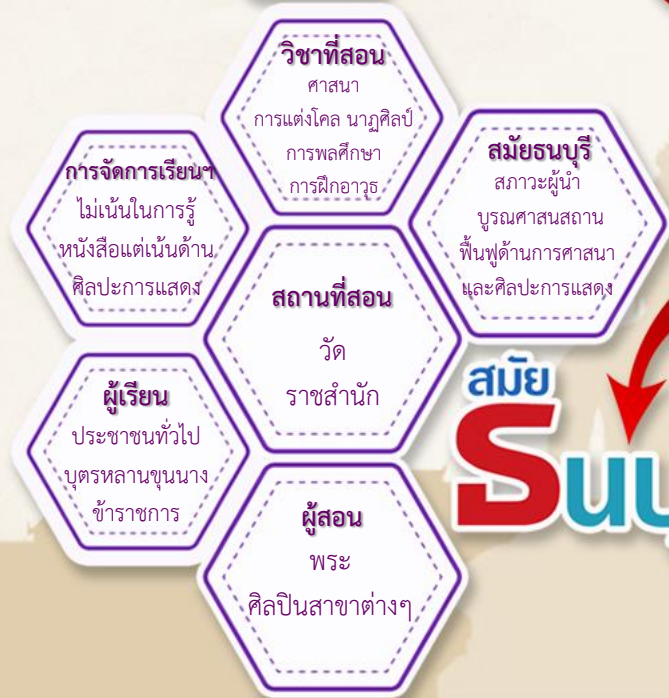 วิชาที่สอน
ศาสนา
การแต่งโคล นาฏศิลป์
การพลศึกษา
การฝึกอาวุธ
การจัดการเรียนฯ
ไม่เน้นในการรู้
หนังสือแต่เน้นด้าน
ศิลปะการแสดง
สมัยธนบุรี
สภาวะผู้นำ
บูรณศาสนสถาน
ฟื้นฟูด้านการศาสนา
และศิลปะการแสดง
สถานที่สอน
วัด
ราชสำนัก
ผู้เรียน
ประชาชนทั่วไป
บุตรหลานขุนนาง
ข้าราชการ
ผู้สอน
พระ
ศิลปินสาขาต่างๆ
สมัย
ธนบุ